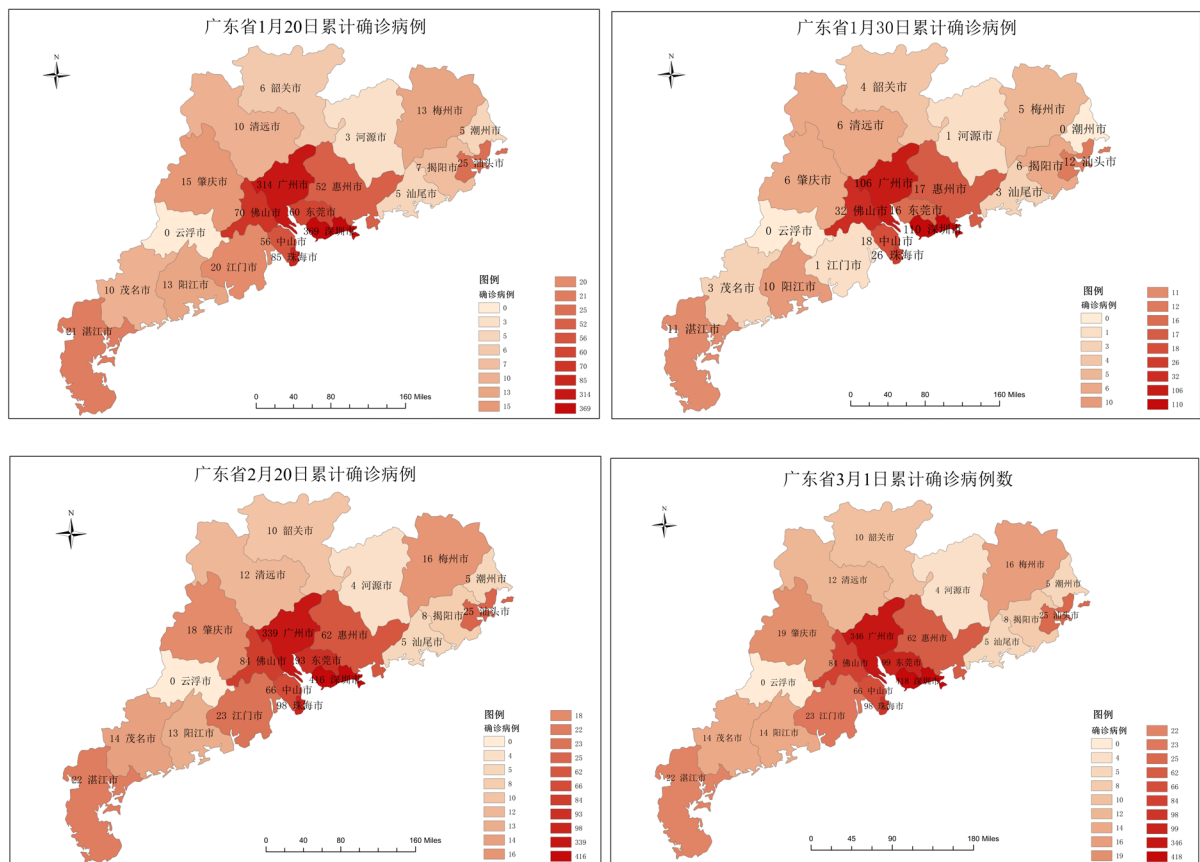 广东省1月20日累计确诊病例
N
6 韶关市
13 梅州市
10 清远市
3 河源市
5 潮州市
7 揭阳市
25 汕头市
15 肇庆市
314 广州市
52 惠州市
5 汕尾市
70 佛山市
60 东莞市
0 云浮市
369 深圳市
56 中山市
85 珠海市
20 江门市
10 茂名市
13 阳江市
21 湛江市
图例
确诊病例
0
3
5
6
7
10
13
15
20
21
25
52
56
60
70
85
314
369
0 40 80 160 Miles
广东省1月30日累计确诊病例
N
4 韶关市
5 梅州市
6 清远市
1 河源市
0 潮州市
6 揭阳市
12 汕头市
6 肇庆市
106 广州市
17 惠州市
3 汕尾市
32 佛山市
16 东莞市
0 云浮市
110 深圳市
18 中山市
26 珠海市
1 江门市
3 茂名市
10 阳江市
11 湛江市
图例
确诊病例
0
1
3
4
5
6
10
11
12
16
17
18
26
32
106
110
0 40 80 160 Miles
广东省2月20日累计确诊病例
N
10 韶关市
16 梅州市
12 清远市
4 河源市
5 潮州市
8 揭阳市
25 汕头市
18 肇庆市
339 广州市
62 惠州市
5 汕尾市
84 佛山市
93 东莞市
0 云浮市
416 深圳市
66 中山市
98 珠海市
23 江门市
14 茂名市
13 阳江市
22 湛江市
图例
确诊病例
0
4
5
8
10
12
13
14
16
18
22
23
25
62
66
84
93
98
339
416
0 40 80 160 Miles
广东省3月1日累计确诊病例数
N
10 韶关市
16 梅州市
12 清远市
4 河源市
5 潮州市
8 揭阳市
25 汕头市
19 肇庆市
346 广州市
62 惠州市
5 汕尾市
84 佛山市
99 东莞市
0 云浮市
418 深圳市
66 中山市
98 珠海市
23 江门市
14 茂名市
14 阳江市
22 湛江市
图例
确诊病例
0
4
5
8
10
12
14
16
19
22
23
25
62
66
84
98
99
346
418
0 45 90 180 Miles